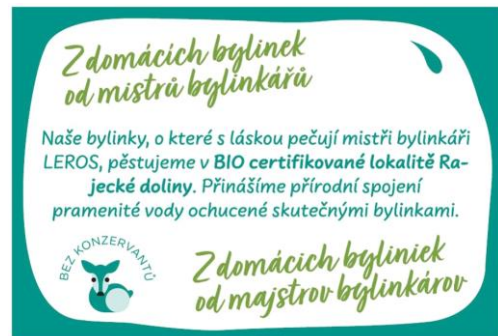 Z domácích bylinek
od mistrů bylinkářů
Naše bylinky, o které s láskou pečují mistři bylinkáři
LEROS, pěstujeme v BIO certifikované lokalitě Ra-
jecké doliny. Přinášíme přírodní spojení
pramenité vody ochucené skutečnými bylinkami.
BEZ KONZERVANTŮ
Z domácich byliniek
od majstrov bylinkárov